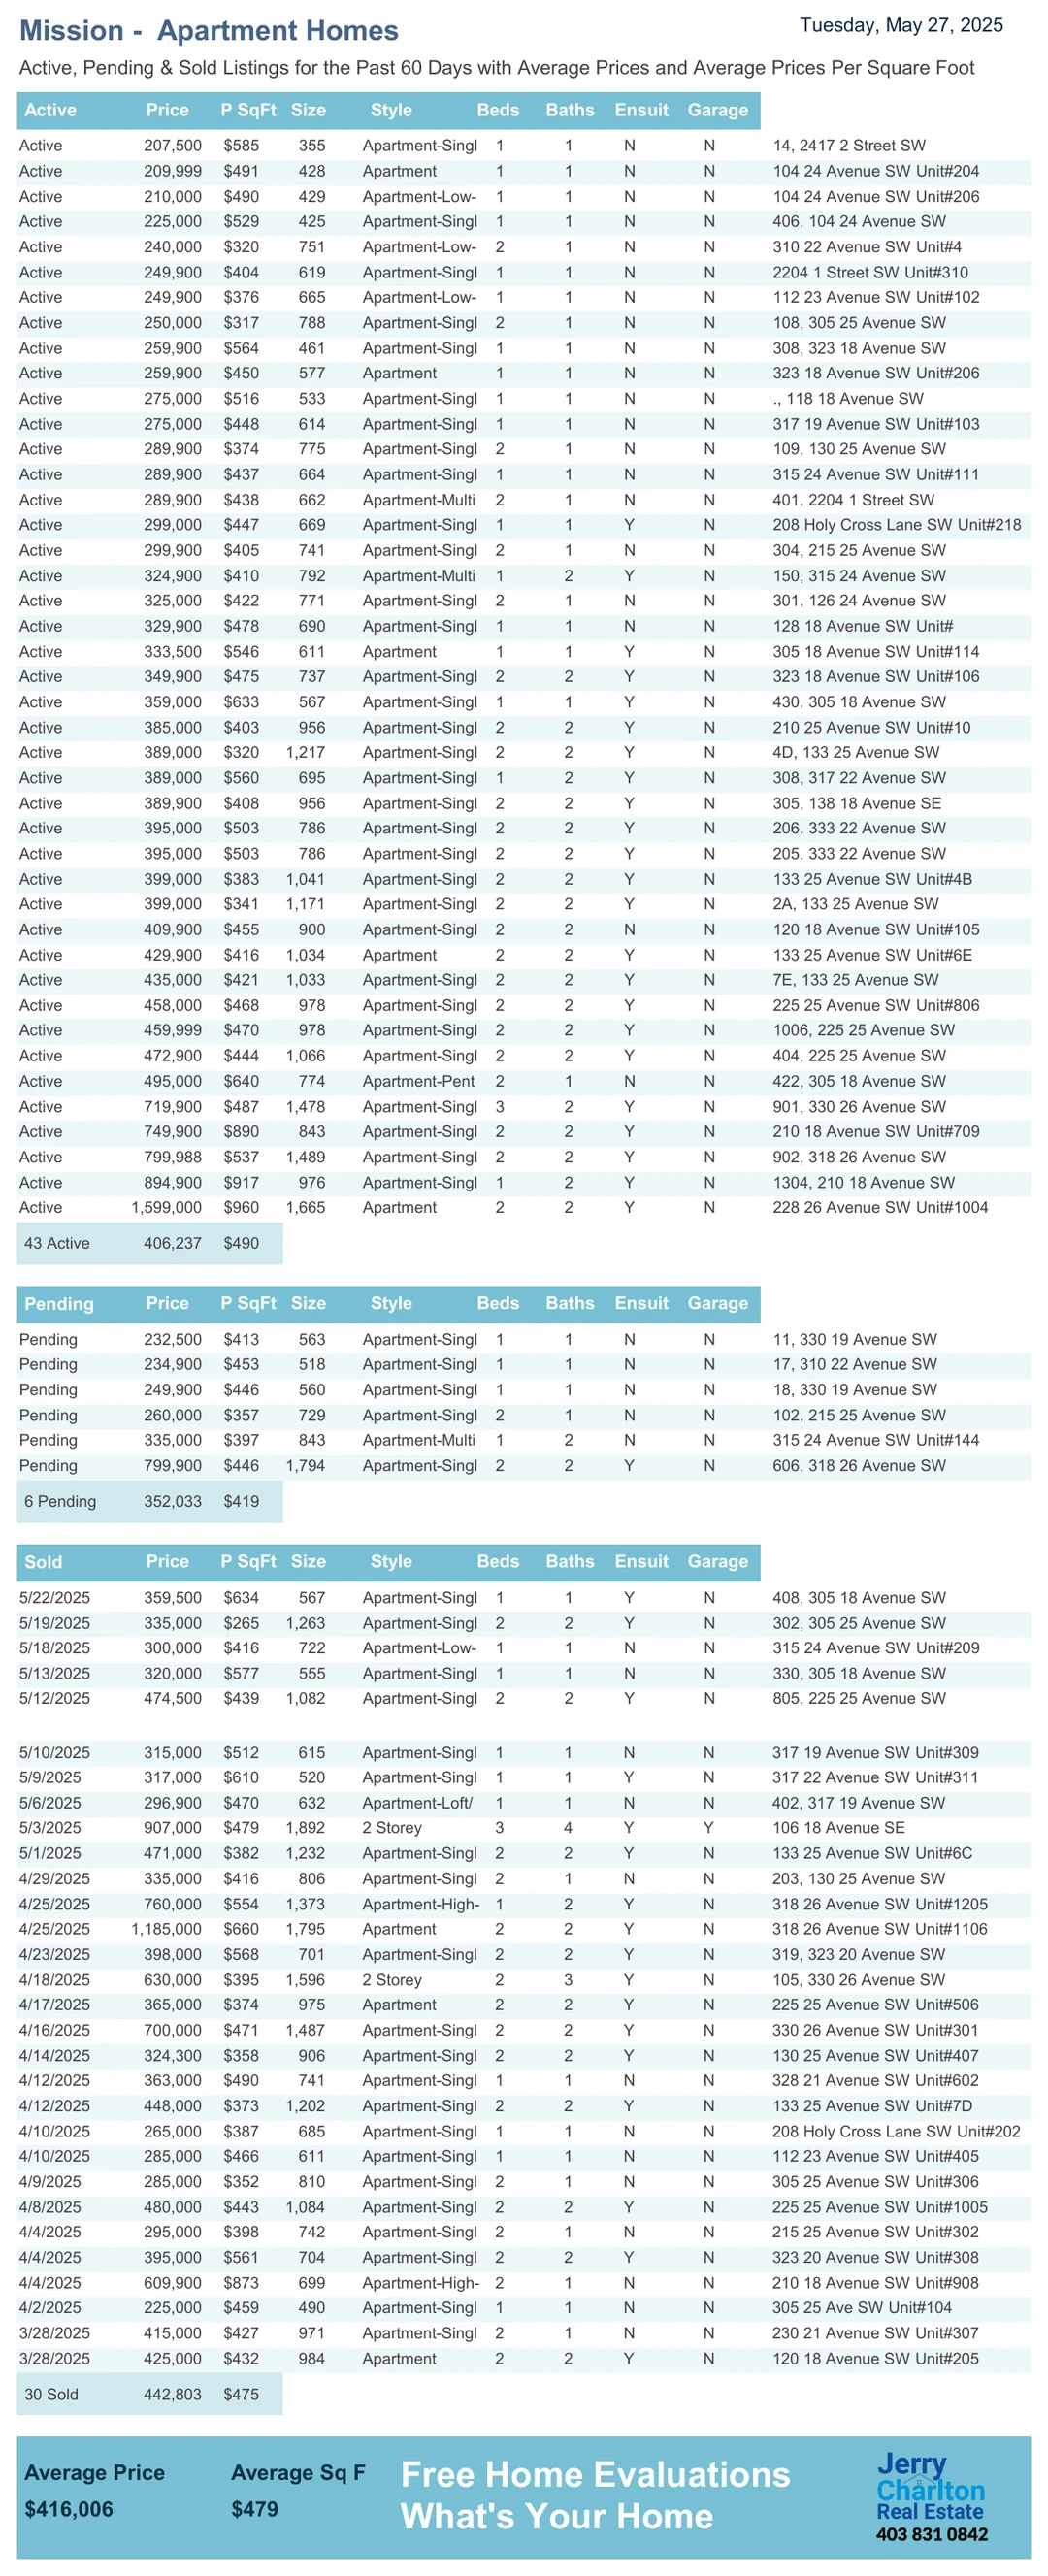 Mission - Apartment Homes
Tuesday, May 27, 2025
Active, Pending & Sold Listings for the Past 60 Days with Average Prices and Average Prices Per Square Foot
Active Price P SqFt Size Style Beds Baths Ensuit Garage
Active 207,500 $585 355 Apartment-Singl 1 1 N N 14, 2417 2 Street SW
Active 209,999 $491 428 Apartment 1 1 N N 104 24 Avenue SW Unit#204
Active 210,000 $490 429 Apartment-Low- 1 1 N N 104 24 Avenue SW Unit#206
Active 225,000 $529 425 Apartment-Singl 1 1 N N 406, 104 24 Avenue SW
Active 240,000 $320 751 Apartment-Low- 2 1 N N 310 22 Avenue SW Unit#4
Active 249,900 $404 619 Apartment-Singl 1 1 N N 2204 1 Street SW Unit#310
Active 249,900 $376 665 Apartment-Low- 1 1 N N 112 23 Avenue SW Unit#102
Active 250,000 $317 788 Apartment-Singl 2 1 N N 108, 305 25 Avenue SW
Active 259,900 $564 461 Apartment-Singl 1 1 N N 308, 323 18 Avenue SW
Active 259,900 $450 577 Apartment 1 1 N N 323 18 Avenue SW Unit#206
Active 275,000 $516 533 Apartment-Singl 1 1 N N ., 118 18 Avenue SW
Active 275,000 $448 614 Apartment-Singl 1 1 N N 317 19 Avenue SW Unit#103
Active 289,900 $374 775 Apartment-Singl 2 1 N N 109, 130 25 Avenue SW
Active 289,900 $437 664 Apartment-Singl 1 1 N N 315 24 Avenue SW Unit#111
Active 289,900 $438 662 Apartment-Multi 2 1 N N 401, 2204 1 Street SW
Active 299,000 $447 669 Apartment-Singl 1 1 Y N 208 Holy Cross Lane SW Unit#218
Active 299,900 $405 741 Apartment-Singl 2 1 N N 304, 215 25 Avenue SW
Active 324,900 $410 792 Apartment-Multi 1 2 Y N 150, 315 24 Avenue SW
Active 325,000 $422 771 Apartment-Singl 2 1 N N 301, 126 24 Avenue SW
Active 329,900 $478 690 Apartment-Singl 1 1 N N 128 18 Avenue SW Unit#
Active 333,500 $546 611 Apartment 1 1 Y N 305 18 Avenue SW Unit#114
Active 349,900 $475 737 Apartment-Singl 2 2 Y N 323 18 Avenue SW Unit#106
Active 359,000 $633 567 Apartment-Singl 1 1 Y N 430, 305 18 Avenue SW
Active 385,000 $403 956 Apartment-Singl 2 2 Y N 210 25 Avenue SW Unit#10
Active 389,000 $320 1,217 Apartment-Singl 2 2 Y N 4D, 133 25 Avenue SW
Active 389,000 $560 695 Apartment-Singl 1 2 Y N 308, 317 22 Avenue SW
Active 389,900 $408 956 Apartment-Singl 2 2 Y N 305, 138 18 Avenue SE
Active 395,000 $503 786 Apartment-Singl 2 2 Y N 206, 333 22 Avenue SW
Active 395,000 $503 786 Apartment-Singl 2 2 Y N 205, 333 22 Avenue SW
Active 399,000 $383 1,041 Apartment-Singl 2 2 Y N 133 25 Avenue SW Unit#4B
Active 399,000 $341 1,171 Apartment-Singl 2 2 Y N 2A, 133 25 Avenue SW
Active 409,900 $455 900 Apartment-Singl 2 2 N N 120 18 Avenue SW Unit#105
Active 429,900 $416 1,034 Apartment 2 2 Y N 133 25 Avenue SW Unit#6E
Active 435,000 $421 1,033 Apartment-Singl 2 2 Y N 7E, 133 25 Avenue SW
Active 458,000 $468 978 Apartment-Singl 2 2 Y N 225 25 Avenue SW Unit#806
Active 459,999 $470 978 Apartment-Singl 2 2 Y N 1006, 225 25 Avenue SW
Active 472,900 $444 1,066 Apartment-Singl 2 2 Y N 404, 225 25 Avenue SW
Active 495,000 $640 774 Apartment-Pent 2 1 N N 422, 305 18 Avenue SW
Active 719,900 $487 1,478 Apartment-Singl 3 2 Y N 901, 330 26 Avenue SW
Active 749,900 $890 843 Apartment-Singl 2 2 Y N 210 18 Avenue SW Unit#709
Active 799,988 $537 1,489 Apartment-Singl 2 2 Y N 902, 318 26 Avenue SW
Active 894,900 $917 976 Apartment-Singl 1 2 Y N 1304, 210 18 Avenue SW
Active 1,599,000 $960 1,665 Apartment 2 2 Y N 228 26 Avenue SW Unit#1004
43 Active 406,237 $490
Pending Price P SqFt Size Style Beds Baths Ensuit Garage
Pending 232,500 $413 563 Apartment-Singl 1 1 N N 11, 330 19 Avenue SW
Pending 234,900 $453 518 Apartment-Singl 1 1 N N 17, 310 22 Avenue SW
Pending 249,900 $446 560 Apartment-Singl 1 1 N N 18, 330 19 Avenue SW
Pending 260,000 $357 729 Apartment-Singl 2 1 N N 102, 215 25 Avenue SW
Pending 335,000 $397 843 Apartment-Multi 1 2 N N 315 24 Avenue SW Unit#144
Pending 799,900 $446 1,794 Apartment-Singl 2 2 Y N 606, 318 26 Avenue SW
6 Pending 352,033 $419
Sold Price P SqFt Size Style Beds Baths Ensuit Garage
5/22/2025 359,500 $634 567 Apartment-Singl 1 1 Y N 408, 305 18 Avenue SW
5/19/2025 335,000 $265 1,263 Apartment-Singl 2 2 Y N 302, 305 25 Avenue SW
5/18/2025 300,000 $416 722 Apartment-Low- 1 1 N N 315 24 Avenue SW Unit#209
5/13/2025 320,000 $577 555 Apartment-Singl 1 1 N N 330, 305 18 Avenue SW
5/12/2025 474,500 $439 1,082 Apartment-Singl 2 2 Y N 805, 225 25 Avenue SW
5/10/2025 315,000 $512 615 Apartment-Singl 1 1 N N 317 19 Avenue SW Unit#309
5/9/2025 317,000 $610 520 Apartment-Singl 1 1 Y N 317 22 Avenue SW Unit#311
5/6/2025 296,900 $470 632 Apartment-Loft/ 1 1 N N 402, 317 19 Avenue SW
5/3/2025 907,000 $479 1,892 2 Storey 3 4 Y Y 106 18 Avenue SE
5/1/2025 471,000 $382 1,232 Apartment-Singl 2 2 Y N 133 25 Avenue SW Unit#6C
4/29/2025 335,000 $416 806 Apartment-Singl 2 1 N N 203, 130 25 Avenue SW
4/25/2025 760,000 $554 1,373 Apartment-High- 1 2 Y N 318 26 Avenue SW Unit#1205
4/25/2025 1,185,000 $660 1,795 Apartment 2 2 Y N 318 26 Avenue SW Unit#1106
4/23/2025 398,000 $568 701 Apartment-Singl 2 2 Y N 319, 323 20 Avenue SW
4/18/2025 630,000 $395 1,596 2 Storey 2 3 Y N 105, 330 26 Avenue SW
4/17/2025 365,000 $374 975 Apartment 2 2 Y N 225 25 Avenue SW Unit#506
4/16/2025 700,000 $471 1,487 Apartment-Singl 2 2 Y N 330 26 Avenue SW Unit#301
4/14/2025 324,300 $358 906 Apartment-Singl 2 2 Y N 130 25 Avenue SW Unit#407
4/12/2025 363,000 $490 741 Apartment-Singl 1 1 N N 328 21 Avenue SW Unit#602
4/12/2025 448,000 $373 1,202 Apartment-Singl 2 2 Y N 133 25 Avenue SW Unit#7D
4/10/2025 265,000 $387 685 Apartment-Singl 1 1 N N 208 Holy Cross Lane SW Unit#202
4/10/2025 285,000 $466 611 Apartment-Singl 1 1 N N 112 23 Avenue SW Unit#405
4/9/2025 285,000 $352 810 Apartment-Singl 2 1 N N 305 25 Avenue SW Unit#306
4/8/2025 480,000 $443 1,084 Apartment-Singl 2 2 Y N 225 25 Avenue SW Unit#1005
4/4/2025 295,000 $398 742 Apartment-Singl 2 1 N N 215 25 Avenue SW Unit#302
4/4/2025 395,000 $561 704 Apartment-Singl 2 2 Y N 323 20 Avenue SW Unit#308
4/4/2025 609,900 $873 699 Apartment-High- 2 1 N N 210 18 Avenue SW Unit#908
4/2/2025 225,000 $459 490 Apartment-Singl 1 1 N N 305 25 Ave SW Unit#104
3/28/2025 415,000 $427 971 Apartment-Singl 2 1 N N 230 21 Avenue SW Unit#307
3/28/2025 425,000 $432 984 Apartment 2 2 Y N 120 18 Avenue SW Unit#205
30 Sold 442,803 $475
Average Price Average Sq F
$416,006 $479
Free Home Evaluations
What's Your Home
Jerry
Charlton
Real Estate
403 831 0842